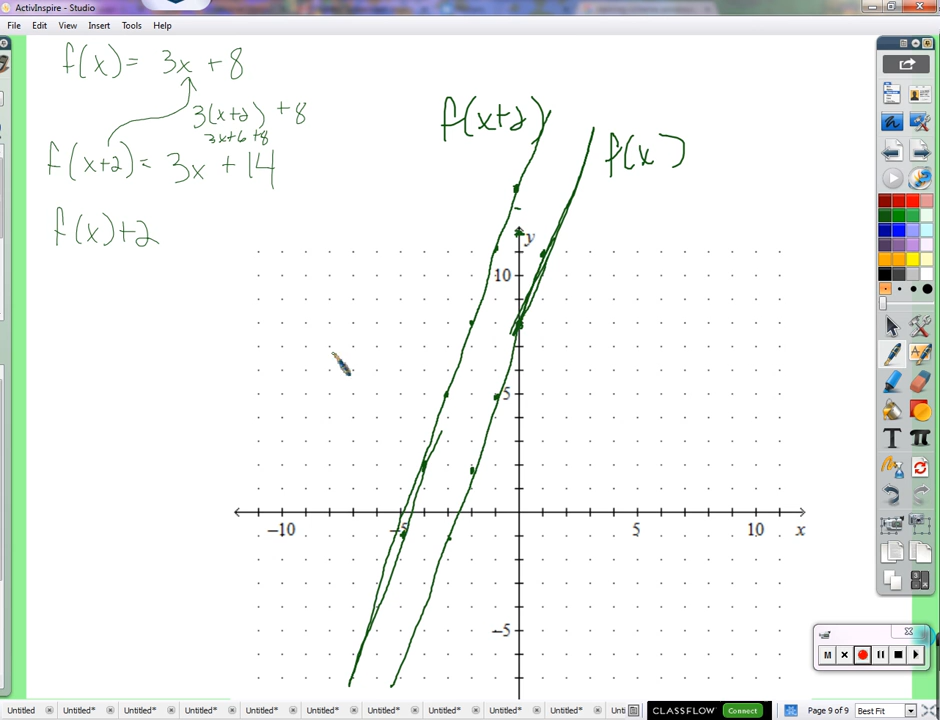 ActivInspire - Studio
File Edit View Insert Tools Help
f(x) = 3x + 8
3(x+2) + 8
3x+6+8
f(x+2) = 3x + 14
f(x)+2
f(x+2)
f(x)
y
10
5
-10 -5 5 10 x
-5
T π
M
Untitled Untitled* Untitled* Untitled* Untitled* Untitled* Untitled* Untitled* Untitled* Untitled* Unti
CLASSFLOW Connect
Page 9 of 9 Best Fit